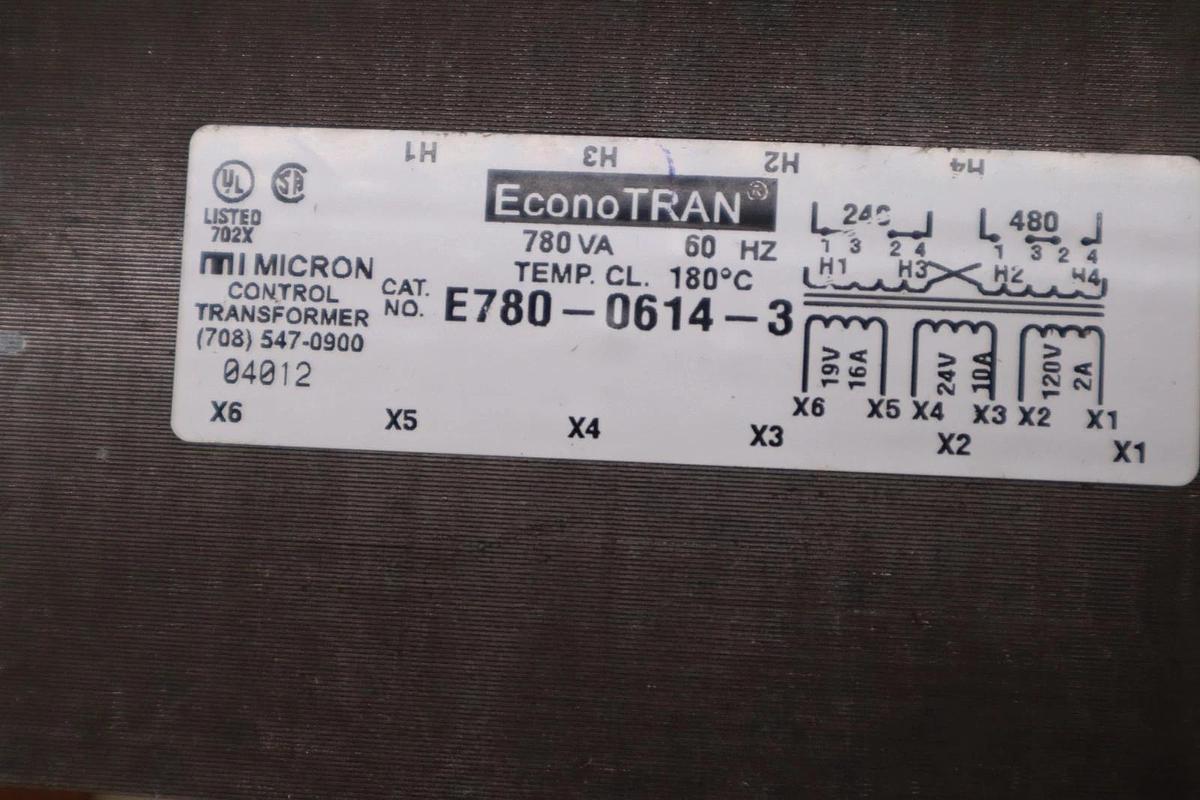 H1 H3 H2 H4
UL
LISTED
702X
SA
EconoTRAN®
780 VA 60 HZ
TEMP. CL. 180°C
MICRON
CONTROL
TRANSFORMER
(708) 547-0900
04012
CAT.
NO. E780-0614-3
480
1 3 2 4 1 3 2 4
H1 H3 H2 H4
19V 16A 24V 10A 120V 2A
X6 X5 X4 X3 X2 X1
X6 X5 X4 X3 X2 X1